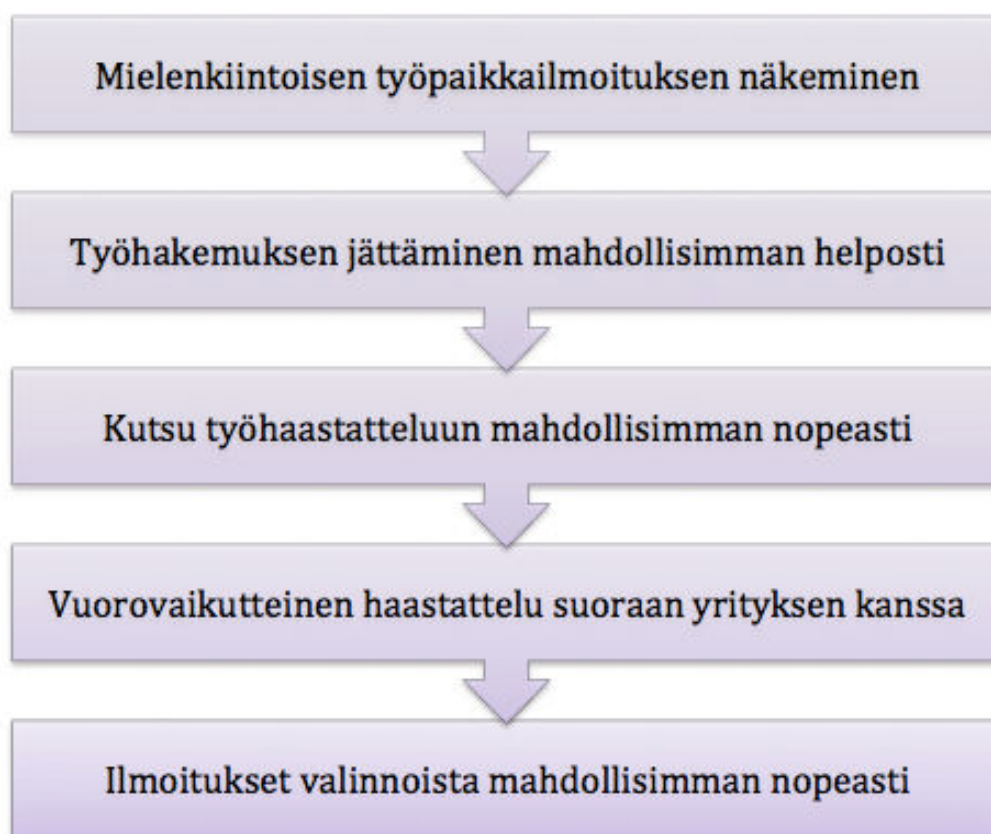 Mielenkiintoisen työpaikkailmoituksen näkeminen
Työhakemuksen jättäminen mahdollisimman helposti
Kutsu työhaastatteluun mahdollisimman nopeasti
Vuorovaikutteinen haastattelu suoraan yrityksen kanssa
Ilmoitukset valinnoista mahdollisimman nopeasti